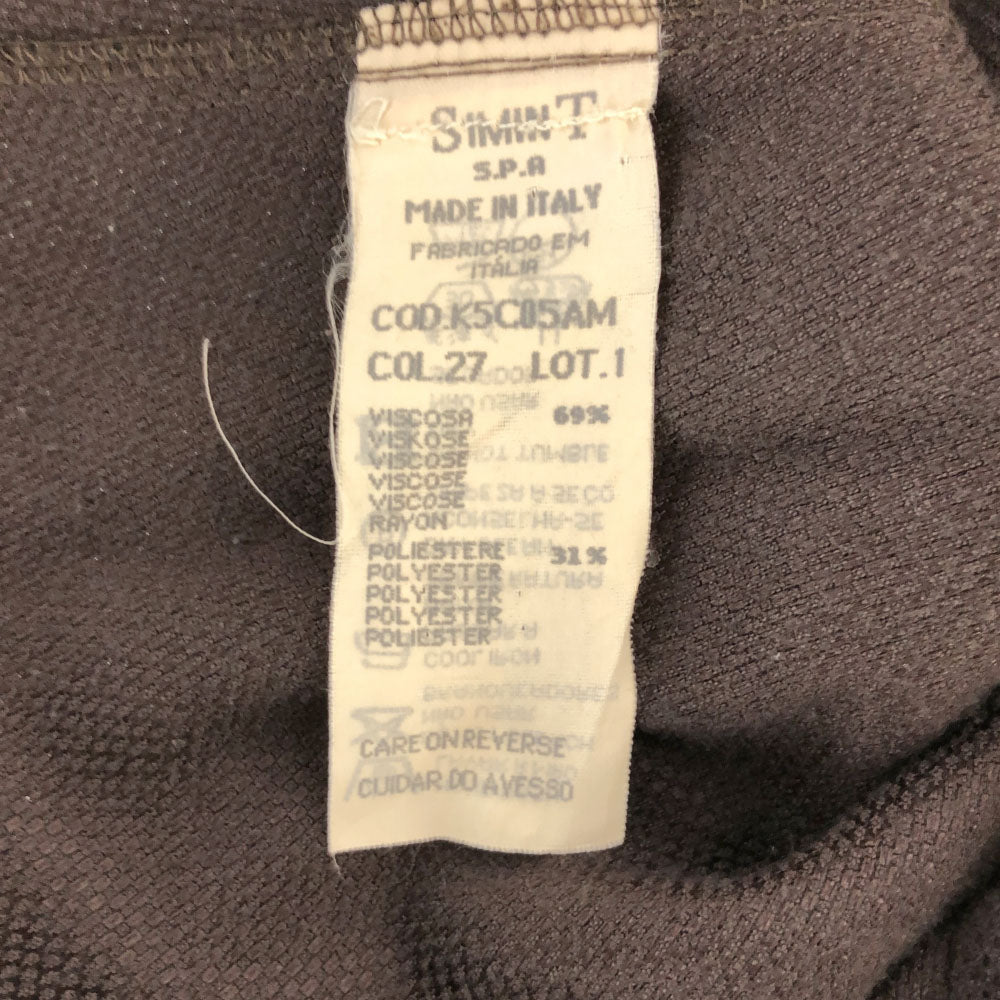 SIMINT
S.P.A
MADE IN ITALY
FABRICADO EM
ITÁLIA
COD.K5C05AM
COL.27 LOT.1
VISCOSA 69%
VISKOSE
VISCOSE
VISCOSE
VISCOSE
RAYON
POLIESTERE 31%
POLYESTER
POLYESTER
POLYESTER
POLIESTER
CARE ON REVERSE
CUIDAR DO AVESSO